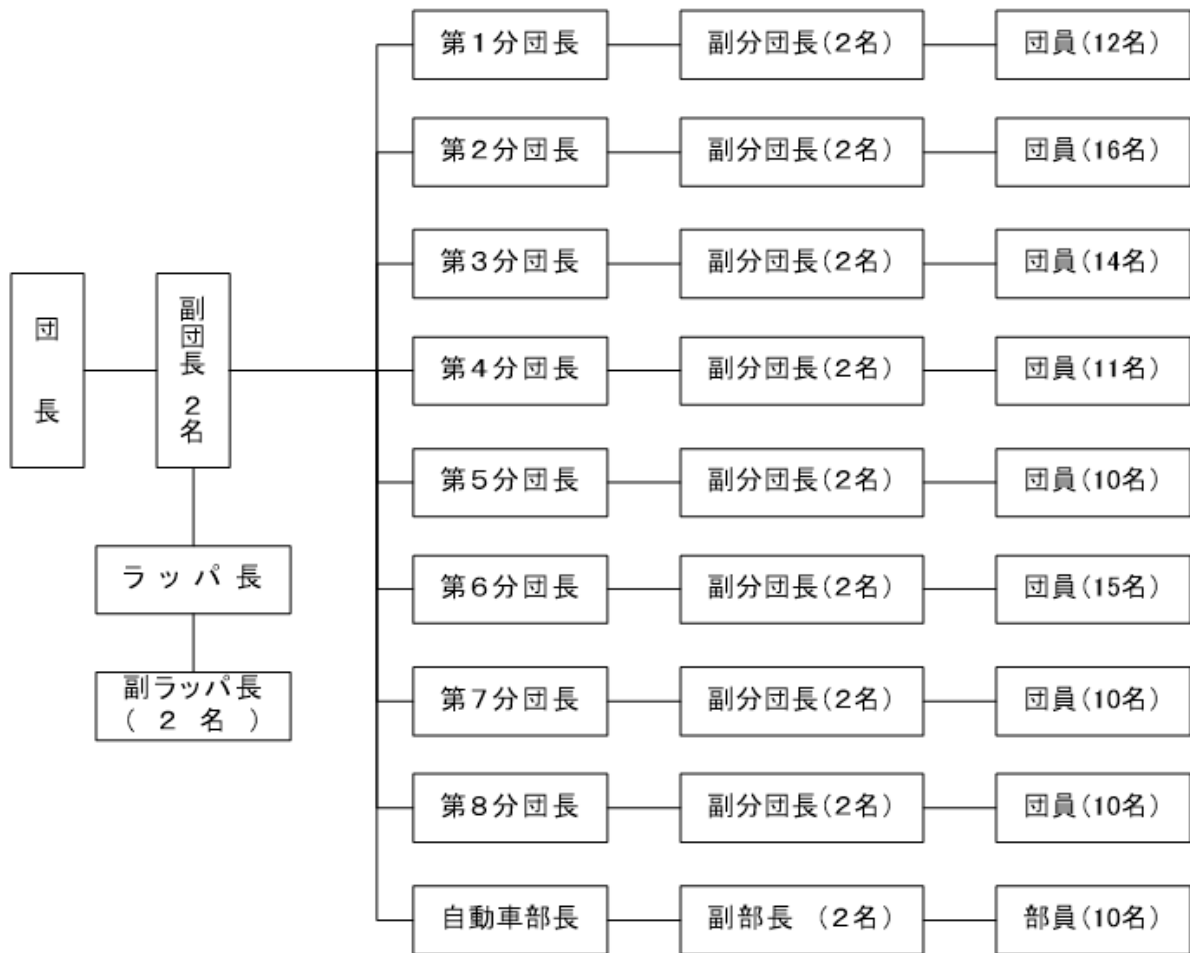 団長
副団長 2名
ラッパ長
副ラッパ長
(2名)
第1分団長
副分団長(2名)
団員(12名)
第2分団長
副分団長(2名)
団員(16名)
第3分団長
副分団長(2名)
団員(14名)
第4分団長
副分団長(2名)
団員(11名)
第5分団長
副分団長(2名)
団員(10名)
第6分団長
副分団長(2名)
団員(15名)
第7分団長
副分団長(2名)
団員(10名)
第8分団長
副分団長(2名)
団員(10名)
自動車部長
副部長 (2名)
部員(10名)